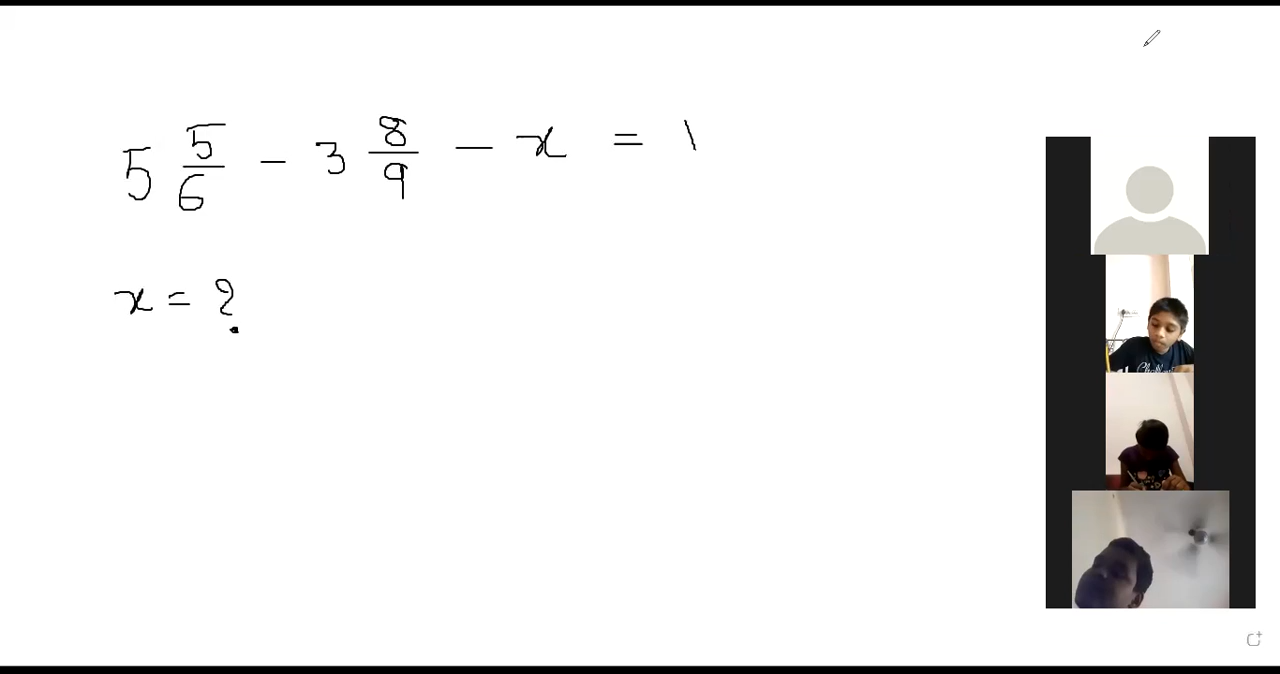 5 5/6 - 3 8/9 - x = 1
x = ?